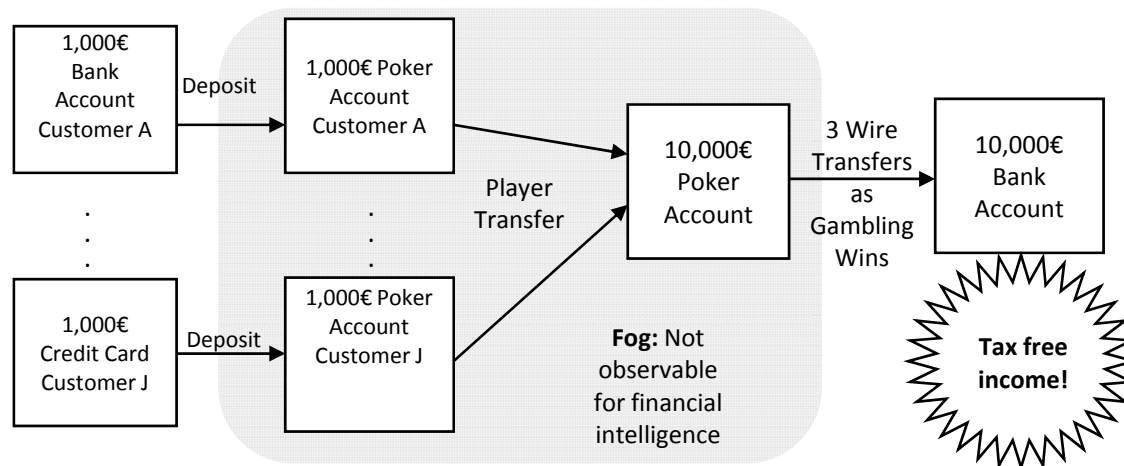 1,000€
Bank
Account
Customer A
Deposit
1,000€ Poker
Account
Customer A
.
.
.
.
.
.
1,000€
Credit Card
Customer J
Deposit
1,000€ Poker
Account
Customer J
Player
Transfer
10,000€
Poker
Account
Fog: Not
observable
for financial
intelligence
3 Wire
Transfers
as
Gambling
Wins
10,000€
Bank
Account
Tax free
income!